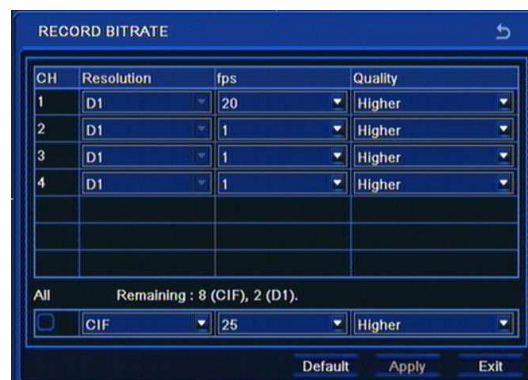 RECORD BITRATE
CH Resolution fps Quality
1 D1 20 Higher
2 D1 1 Higher
3 D1 1 Higher
4 D1 1 Higher
All Remaining : 8 (CIF), 2 (D1).
CIF 25 Higher
Default Apply Exit